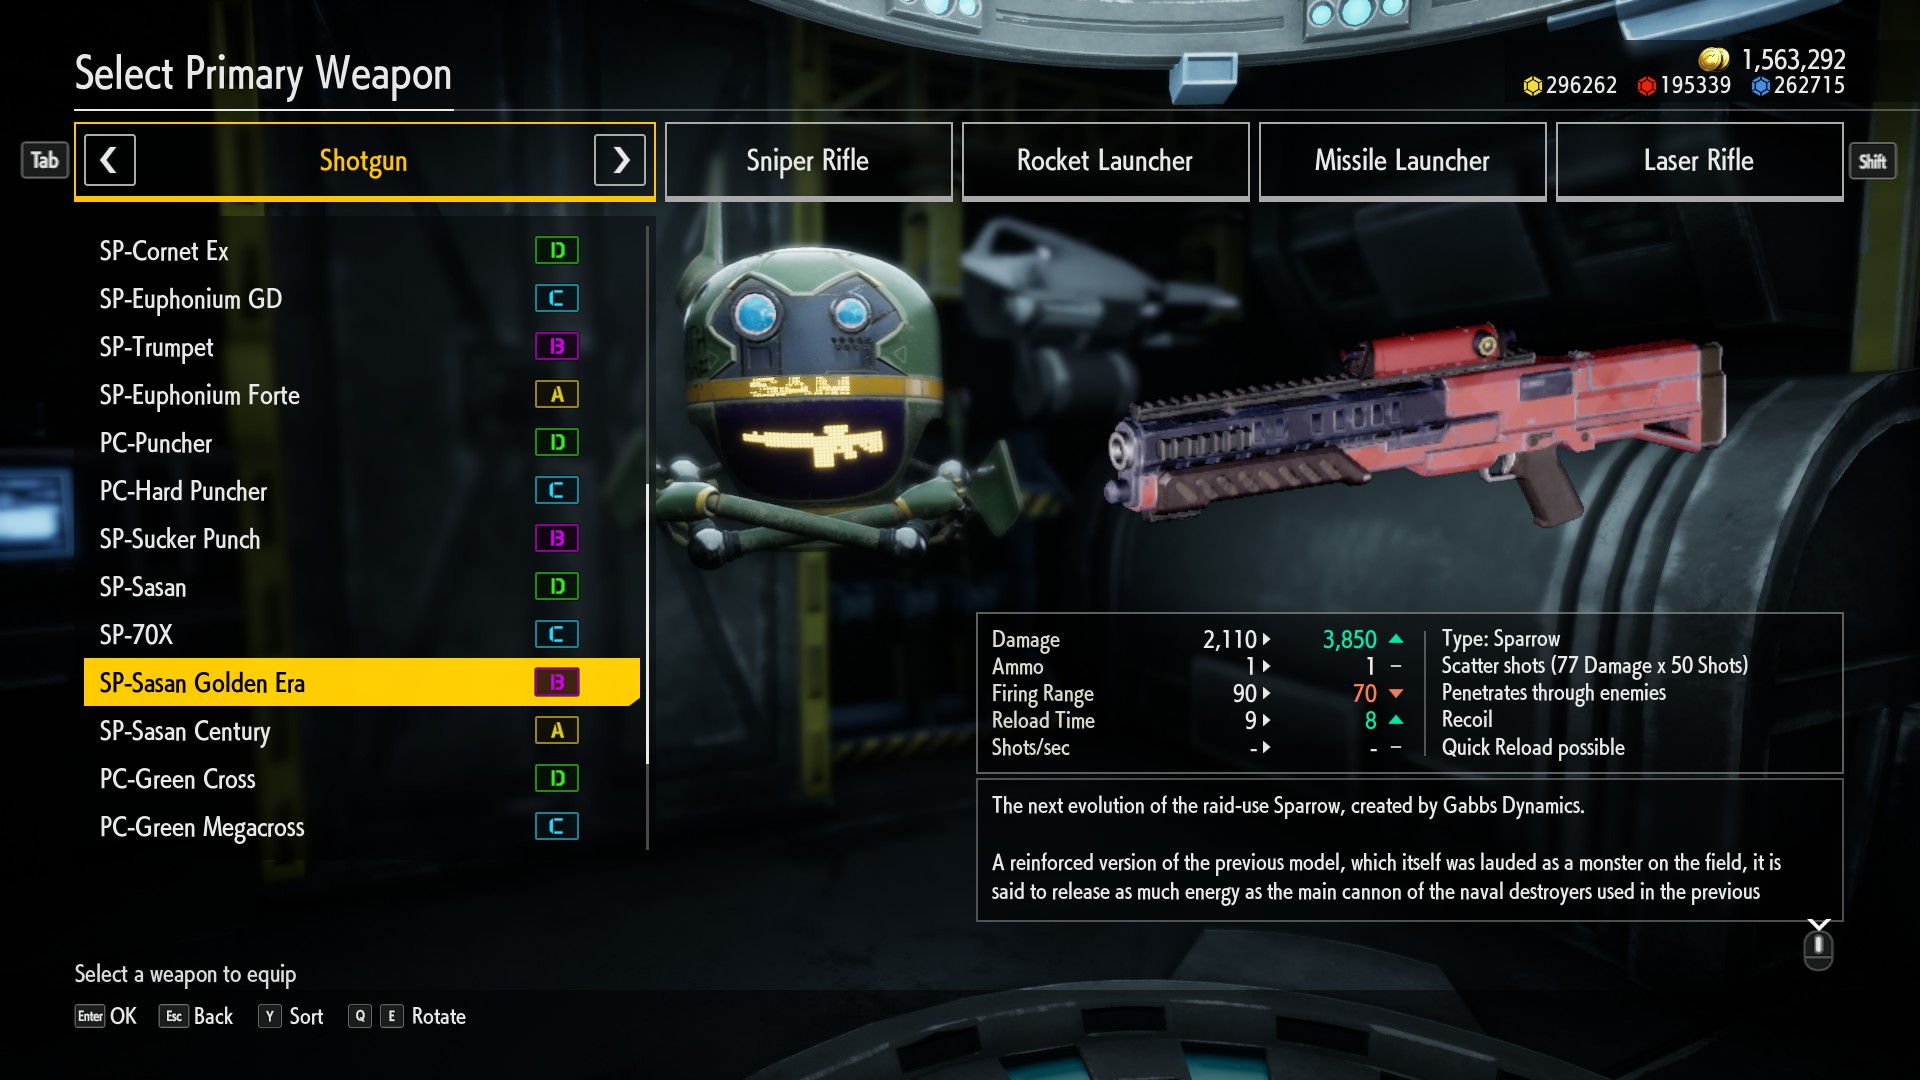 Select Primary Weapon
1,563,292
296262 195339 262715
Tab Shotgun Sniper Rifle Rocket Launcher Missile Launcher Laser Rifle Shift
SP-Cornet Ex D
SP-Euphonium GD C
SP-Trumpet B
SP-Euphonium Forte A
PC-Puncher D
PC-Hard Puncher C
SP-Sucker Punch B
SP-Sasan D
SP-70X C
SP-Sasan Golden Era B
SP-Sasan Century A
PC-Green Cross D
PC-Green Megacross C
Damage 2,110 3,850
Ammo 1 1 –
Firing Range 90 70
Reload Time 9 8
Shots/sec - - –
Type: Sparrow
Scatter shots (77 Damage x 50 Shots)
Penetrates through enemies
Recoil
Quick Reload possible
The next evolution of the raid-use Sparrow, created by Gabbs Dynamics.
A reinforced version of the previous model, which itself was lauded as a monster on the field, it is
said to release as much energy as the main cannon of the naval destroyers used in the previous
Select a weapon to equip
Enter OK Esc Back Y Sort Q E Rotate